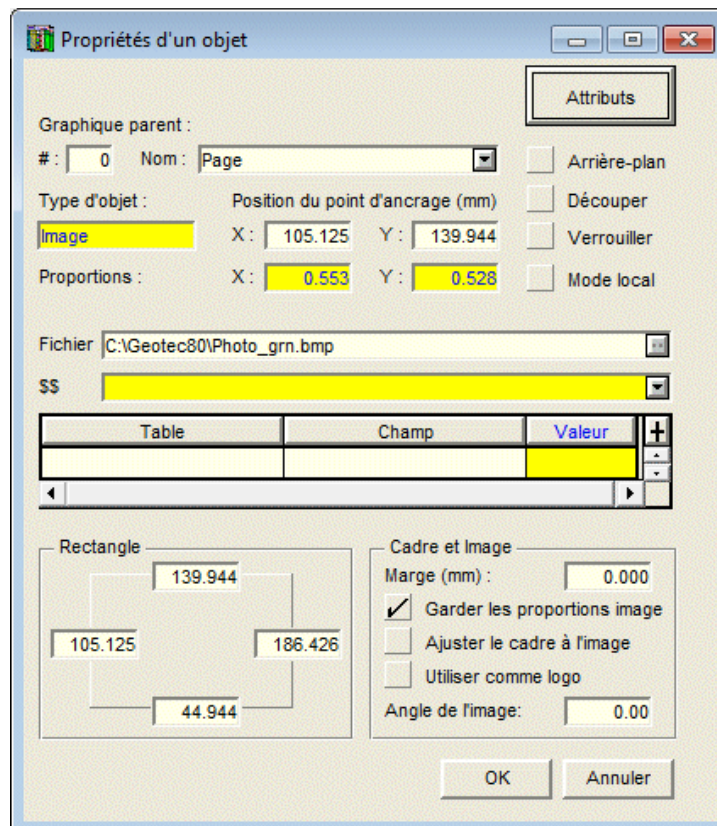 Propriétés d'un objet
Attributs
Graphique parent :
# : 0 Nom : Page
Arrière-plan
Type d'objet : Position du point d'ancrage (mm)
Découper
Image X : 105.125 Y : 139.944
Verrouiller
Proportions : X : 0.553 Y : 0.528
Mode local
Fichier C:\Geotec80\Photo_grn.bmp
$$
Table Champ Valeur +
Rectangle
139.944
105.125 186.426
44.944
Cadre et Image
Marge (mm) : 0.000
Garder les proportions image
Ajuster le cadre à l'image
Utiliser comme logo
Angle de l'image: 0.00
OK Annuler